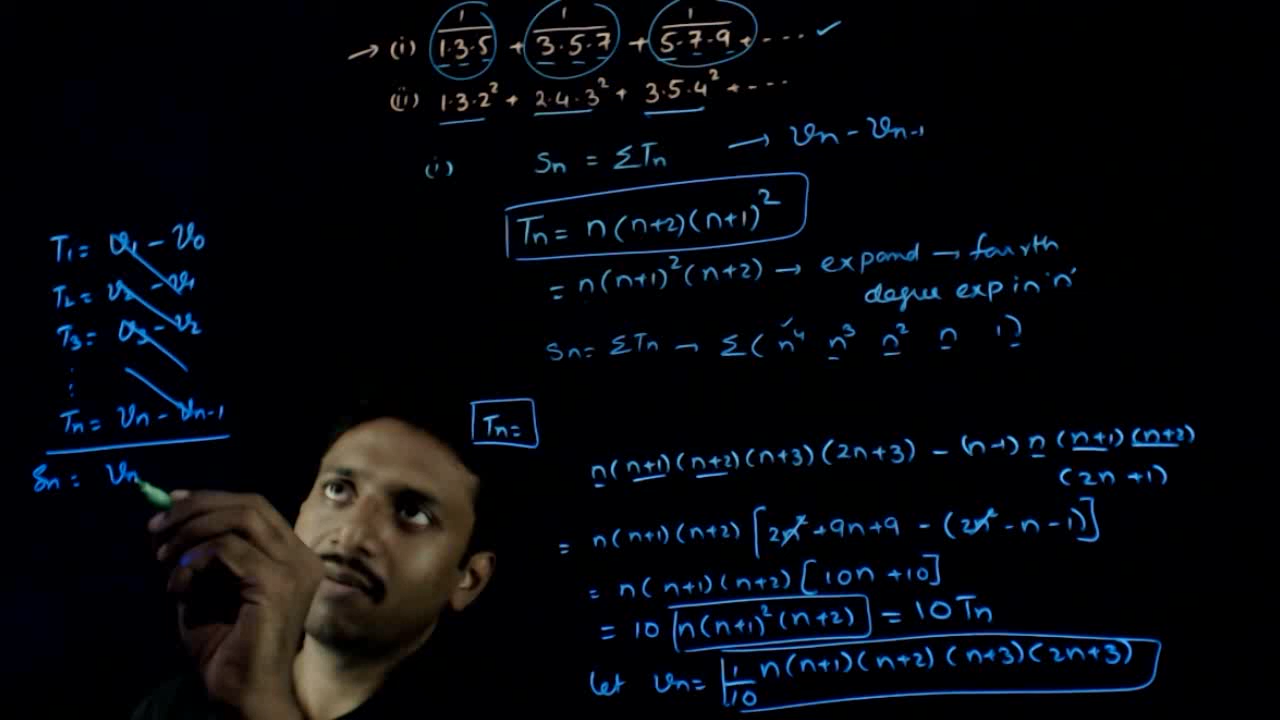 → (i) 1/1·3·5 + 1/3·5·7 + 1/5·7·9 + ···· ✓
(ii) 1·3·2² + 2·4·3² + 3·5·4² + ····
(i) Sn = ΣTn → vn - vn-1
Tn = n(n+2)(n+1)²
= n(n+1)²(n+2) → expand → fourth
degree exp in 'n'
Sn = ΣTn → Σ( n⁴ n³ n² n 1)
T1 = v1 - v0
T2 = v2 - v1
T3 = v3 - v2
⋮
Tn = vn - vn-1
Sn = vn
Tn=
n(n+1)(n+2)(n+3)(2n+3) - (n-1) n (n+1)(n+2)
(2n+1)
= n(n+1)(n+2) [2n² + 9n + 9 - (2n² - n - 1)]
= n(n+1)(n+2) [10n + 10]
= 10 n(n+1)²(n+2) = 10Tn
let vn = 1/10 n(n+1)(n+2)(n+3)(2n+3)